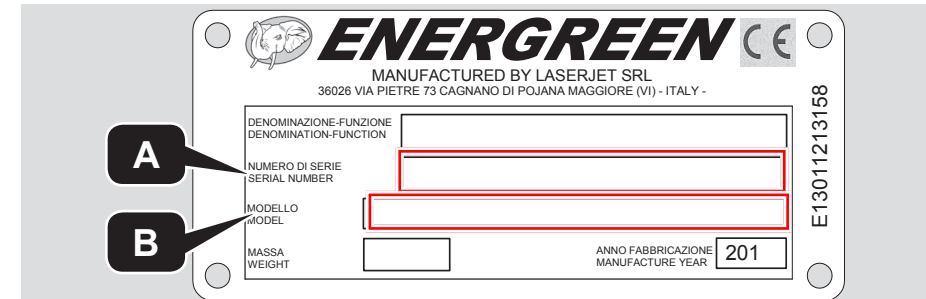 ENERGREEN CE
MANUFACTURED BY LASERJET SRL
36026 VIA PIETRE 73 CAGNANO DI POJANA MAGGIORE (VI) - ITALY -
DENOMINAZIONE-FUNZIONE
DENOMINATION-FUNCTION
A
NUMERO DI SERIE
SERIAL NUMBER
B
MODELLO
MODEL
MASSA
WEIGHT
ANNO FABBRICAZIONE
MANUFACTURE YEAR
201
E13011213158